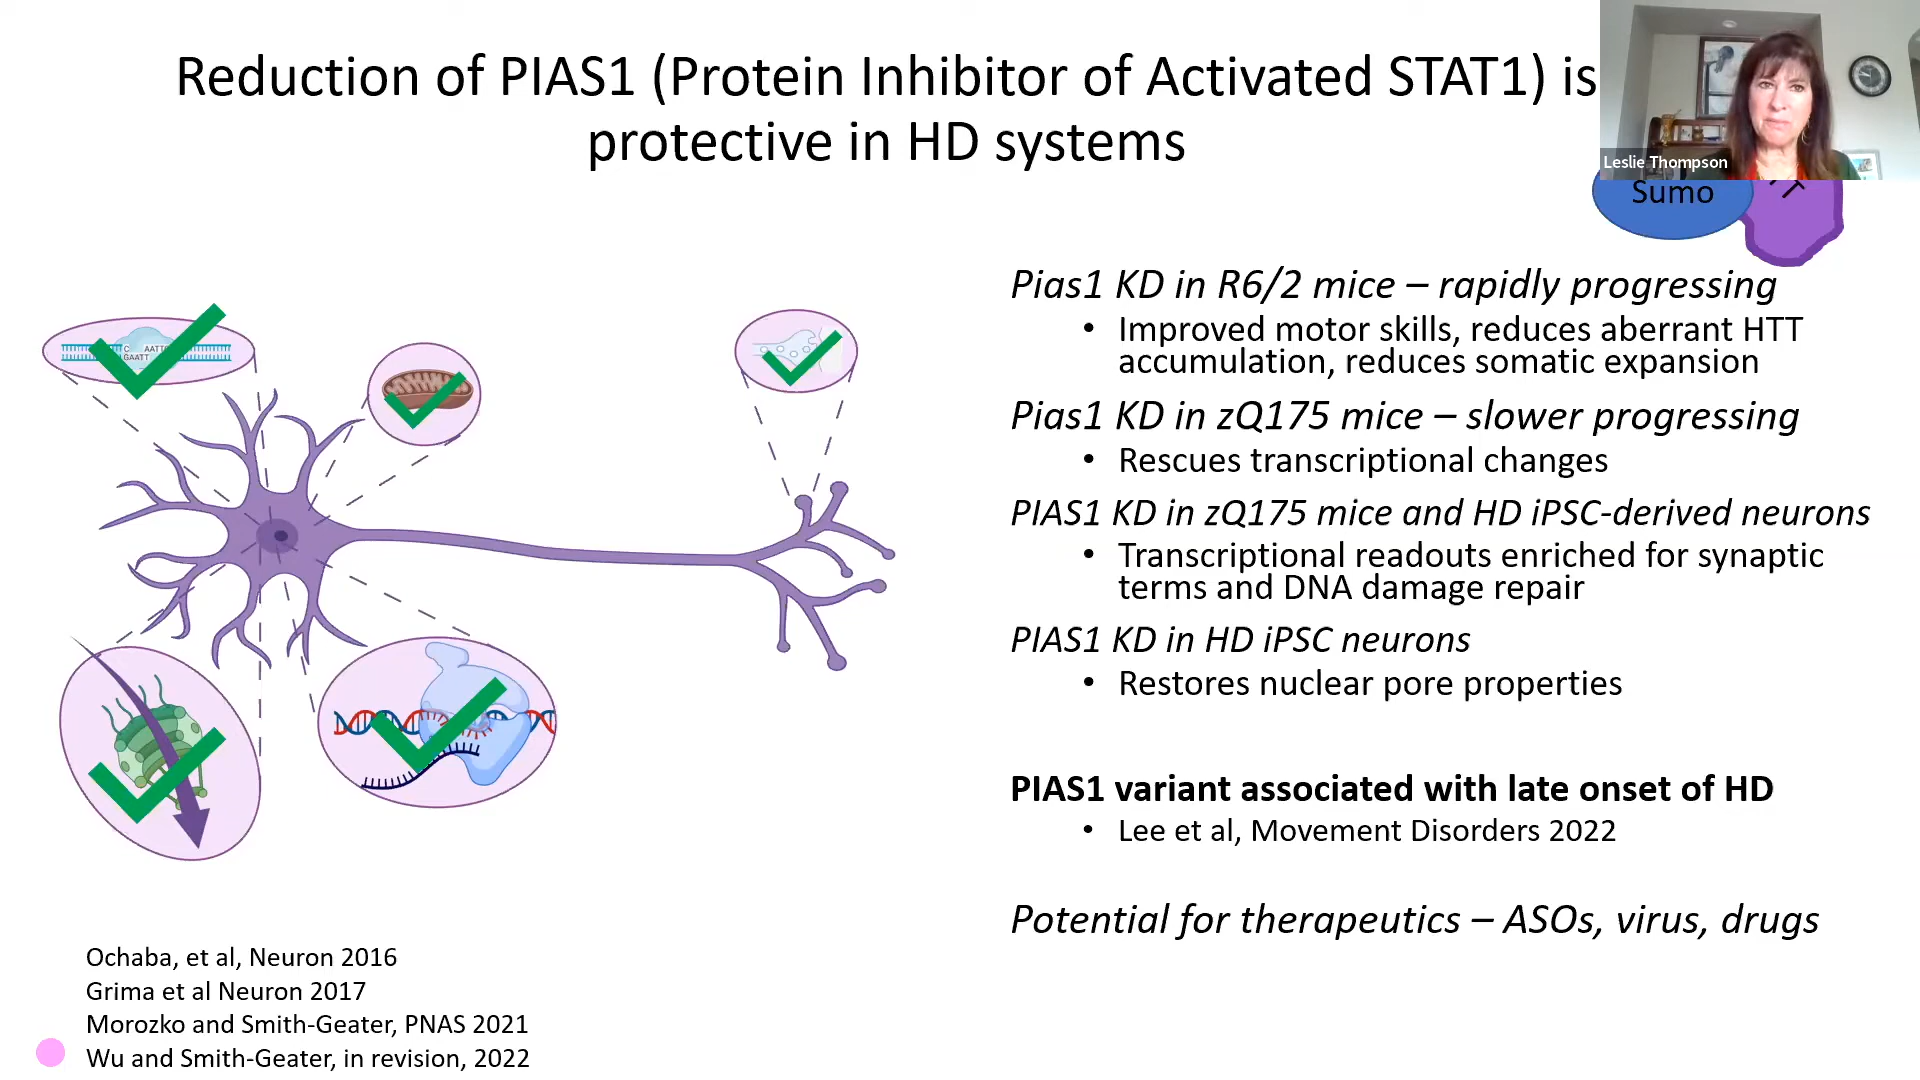 Reduction of PIAS1 (Protein Inhibitor of Activated STAT1) is
protective in HD systems
Leslie Thompson
Sumo
Pias1 KD in R6/2 mice – rapidly progressing
• Improved motor skills, reduces aberrant HTT
accumulation, reduces somatic expansion
Pias1 KD in zQ175 mice – slower progressing
• Rescues transcriptional changes
PIAS1 KD in zQ175 mice and HD iPSC-derived neurons
• Transcriptional readouts enriched for synaptic
terms and DNA damage repair
PIAS1 KD in HD iPSC neurons
• Restores nuclear pore properties
PIAS1 variant associated with late onset of HD
• Lee et al, Movement Disorders 2022
Potential for therapeutics – ASOs, virus, drugs
C AATT
GAATT
Ochaba, et al, Neuron 2016
Grima et al Neuron 2017
Morozko and Smith-Geater, PNAS 2021
Wu and Smith-Geater, in revision, 2022